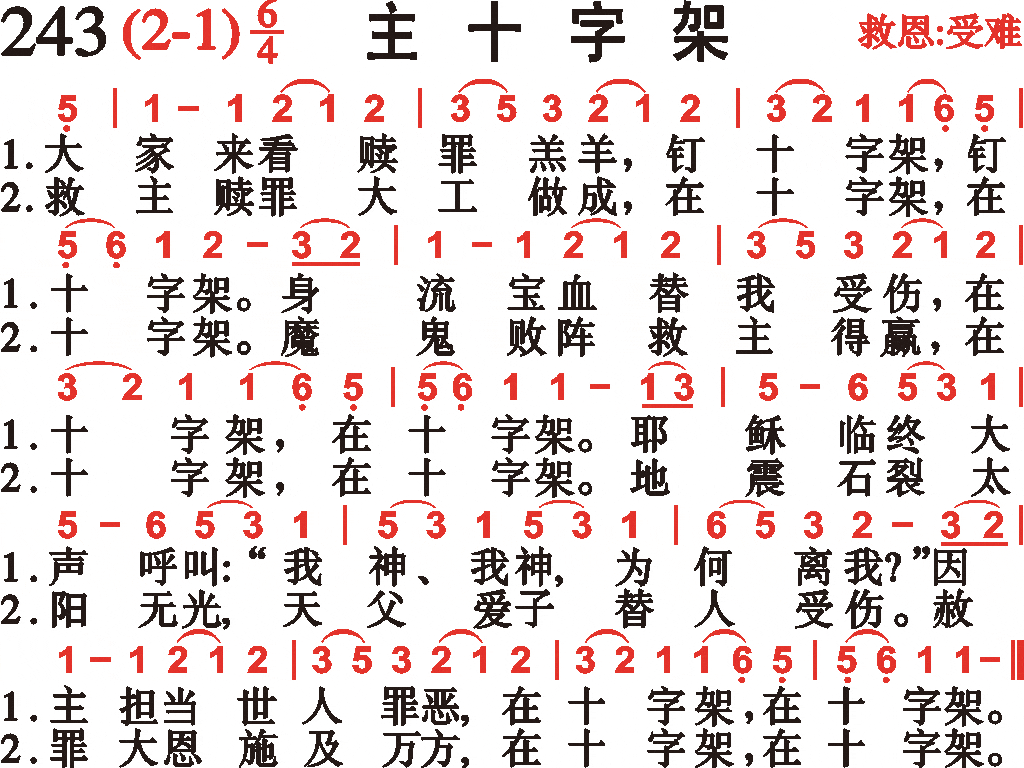 243 (2-1) 6/4 主十字架 救恩:受难
5̣ | 1 – 1 2 1 2 | 3 5 3 2 1 2 | 3 2 1 1 6̣ 5̣ |
1.大 家 来看 赎 罪 羔羊, 钉 十 字架, 钉
2.救 主 赎罪 大 工 做成, 在 十 字架, 在
5̣ 6̣ 1 2 – 3 2 | 1 – 1 2 1 2 | 3 5 3 2 1 2 |
1.十 字架。身 流 宝血 替 我 受伤, 在
2.十 字架。魔 鬼 败阵 救 主 得赢, 在
3 2 1 1 6̣ 5̣ | 5̣ 6̣ 1 1 – 1 3 | 5 – 6 5 3 1 |
1.十 字架, 在 十 字架。耶 稣 临终 大
2.十 字架, 在 十 字架。地 震 石裂 太
5 – 6 5 3 1 | 5 3 1 5 3 1 | 6 5 3 2 – 3 2 |
1.声 呼叫:“我 神、我神, 为 何 离我?”因
2.阳 无光, 天 父 爱子 替 人 受伤。赦
1 – 1 2 1 2 | 3 5 3 2 1 2 | 3 2 1 1 6̣ 5̣ | 5̣ 6̣ 1 1 – ‖
1.主 担当 世 人 罪恶, 在 十 字架,在 十 字架。
2.罪 大恩 施 及 万方, 在 十 字架,在 十 字架。